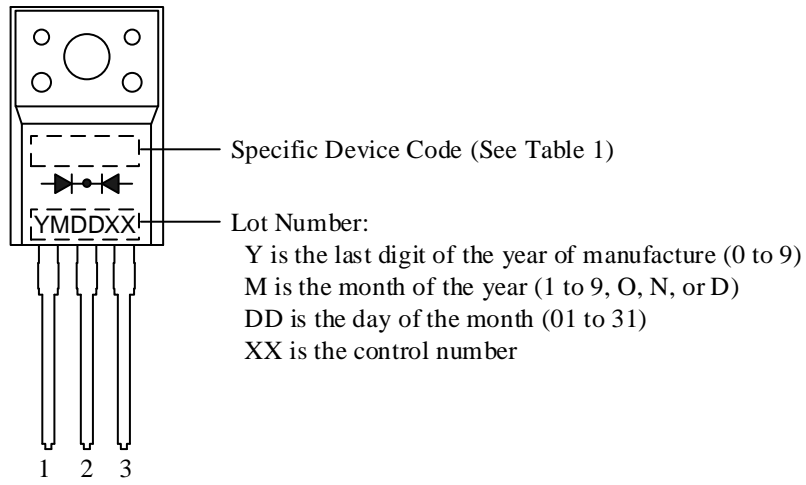 Specific Device Code (See Table 1)
YMDDXX
Lot Number:
Y is the last digit of the year of manufacture (0 to 9)
M is the month of the year (1 to 9, O, N, or D)
DD is the day of the month (01 to 31)
XX is the control number
1 2 3